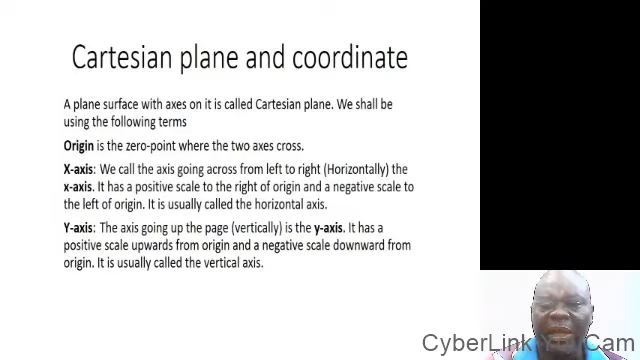 Cartesian plane and coordinate
A plane surface with axes on it is called Cartesian plane. We shall be
using the following terms
Origin is the zero-point where the two axes cross.
X-axis: We call the axis going across from left to right (Horizontally) the
x-axis. It has a positive scale to the right of origin and a negative scale to
the left of origin. It is usually called the horizontal axis.
Y-axis: The axis going up the page (vertically) is the y-axis. It has a
positive scale upwards from origin and a negative scale downward from
origin. It is usually called the vertical axis.
CyberLink YouCam